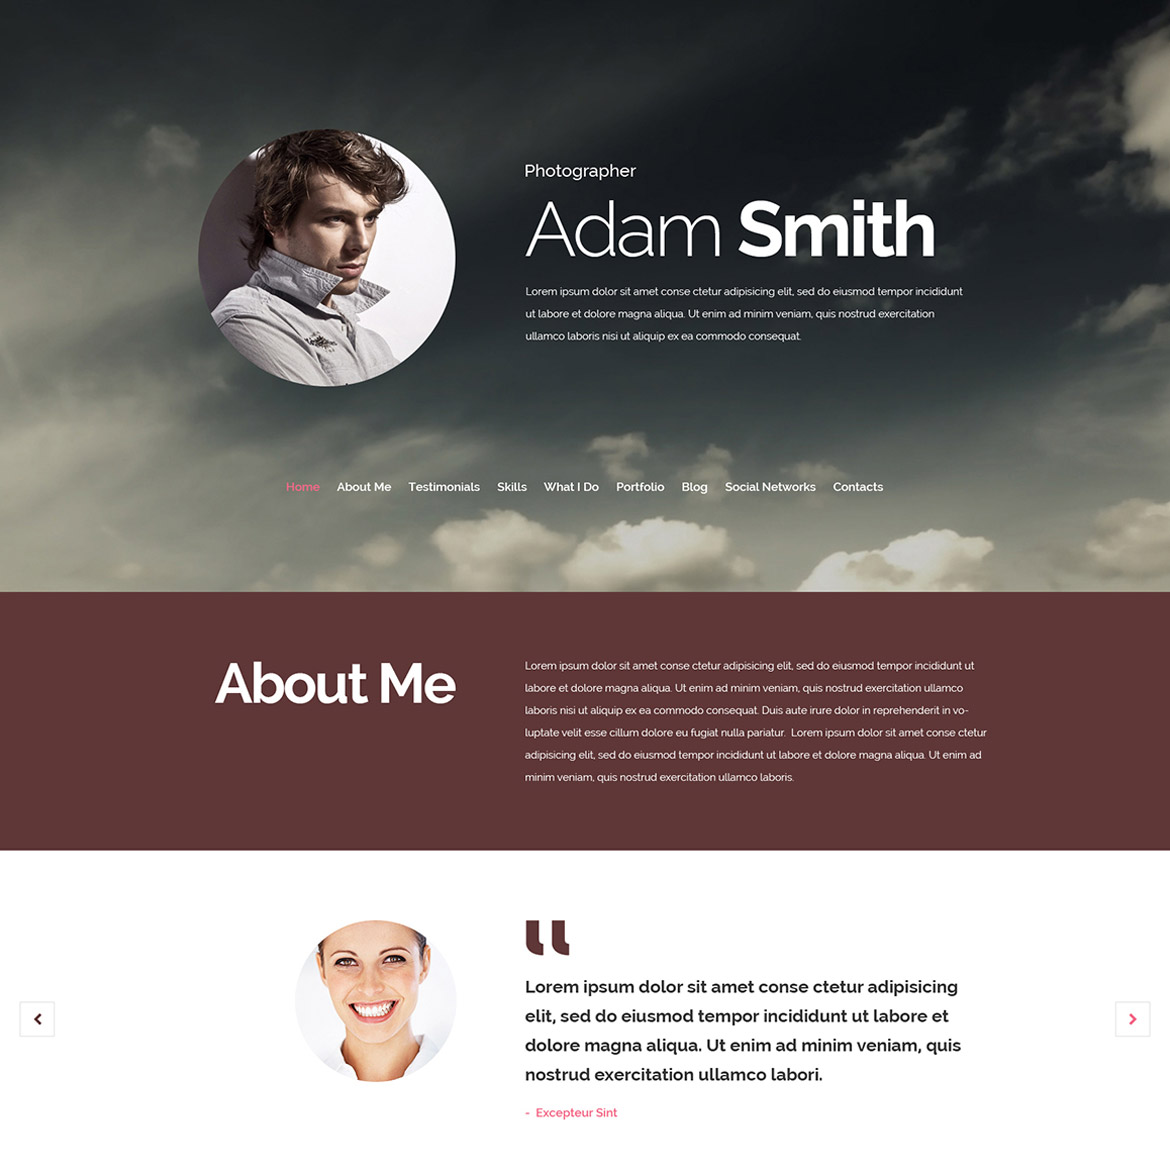 Photographer
Adam Smith
Lorem ipsum dolor sit amet conse ctetur adipisicing elit, sed do eiusmod tempor incididunt
ut labore et dolore magna aliqua. Ut enim ad minim veniam, quis nostrud exercitation
ullamco laboris nisi ut aliquip ex ea commodo consequat.
Home About Me Testimonials Skills What I Do Portfolio Blog Social Networks Contacts
About Me
Lorem ipsum dolor sit amet conse ctetur adipisicing elit, sed do eiusmod tempor incididunt ut
labore et dolore magna aliqua. Ut enim ad minim veniam, quis nostrud exercitation ullamco
laboris nisi ut aliquip ex ea commodo consequat. Duis aute irure dolor in reprehenderit in vo-
luptate velit esse cillum dolore eu fugiat nulla pariatur. Lorem ipsum dolor sit amet conse ctetur
adipisicing elit, sed do eiusmod tempor incididunt ut labore et dolore magna aliqua. Ut enim ad
minim veniam, quis nostrud exercitation ullamco laboris.
Lorem ipsum dolor sit amet conse ctetur adipisicing
elit, sed do eiusmod tempor incididunt ut labore et
dolore magna aliqua. Ut enim ad minim veniam, quis
nostrud exercitation ullamco labori.
- Excepteur Sint